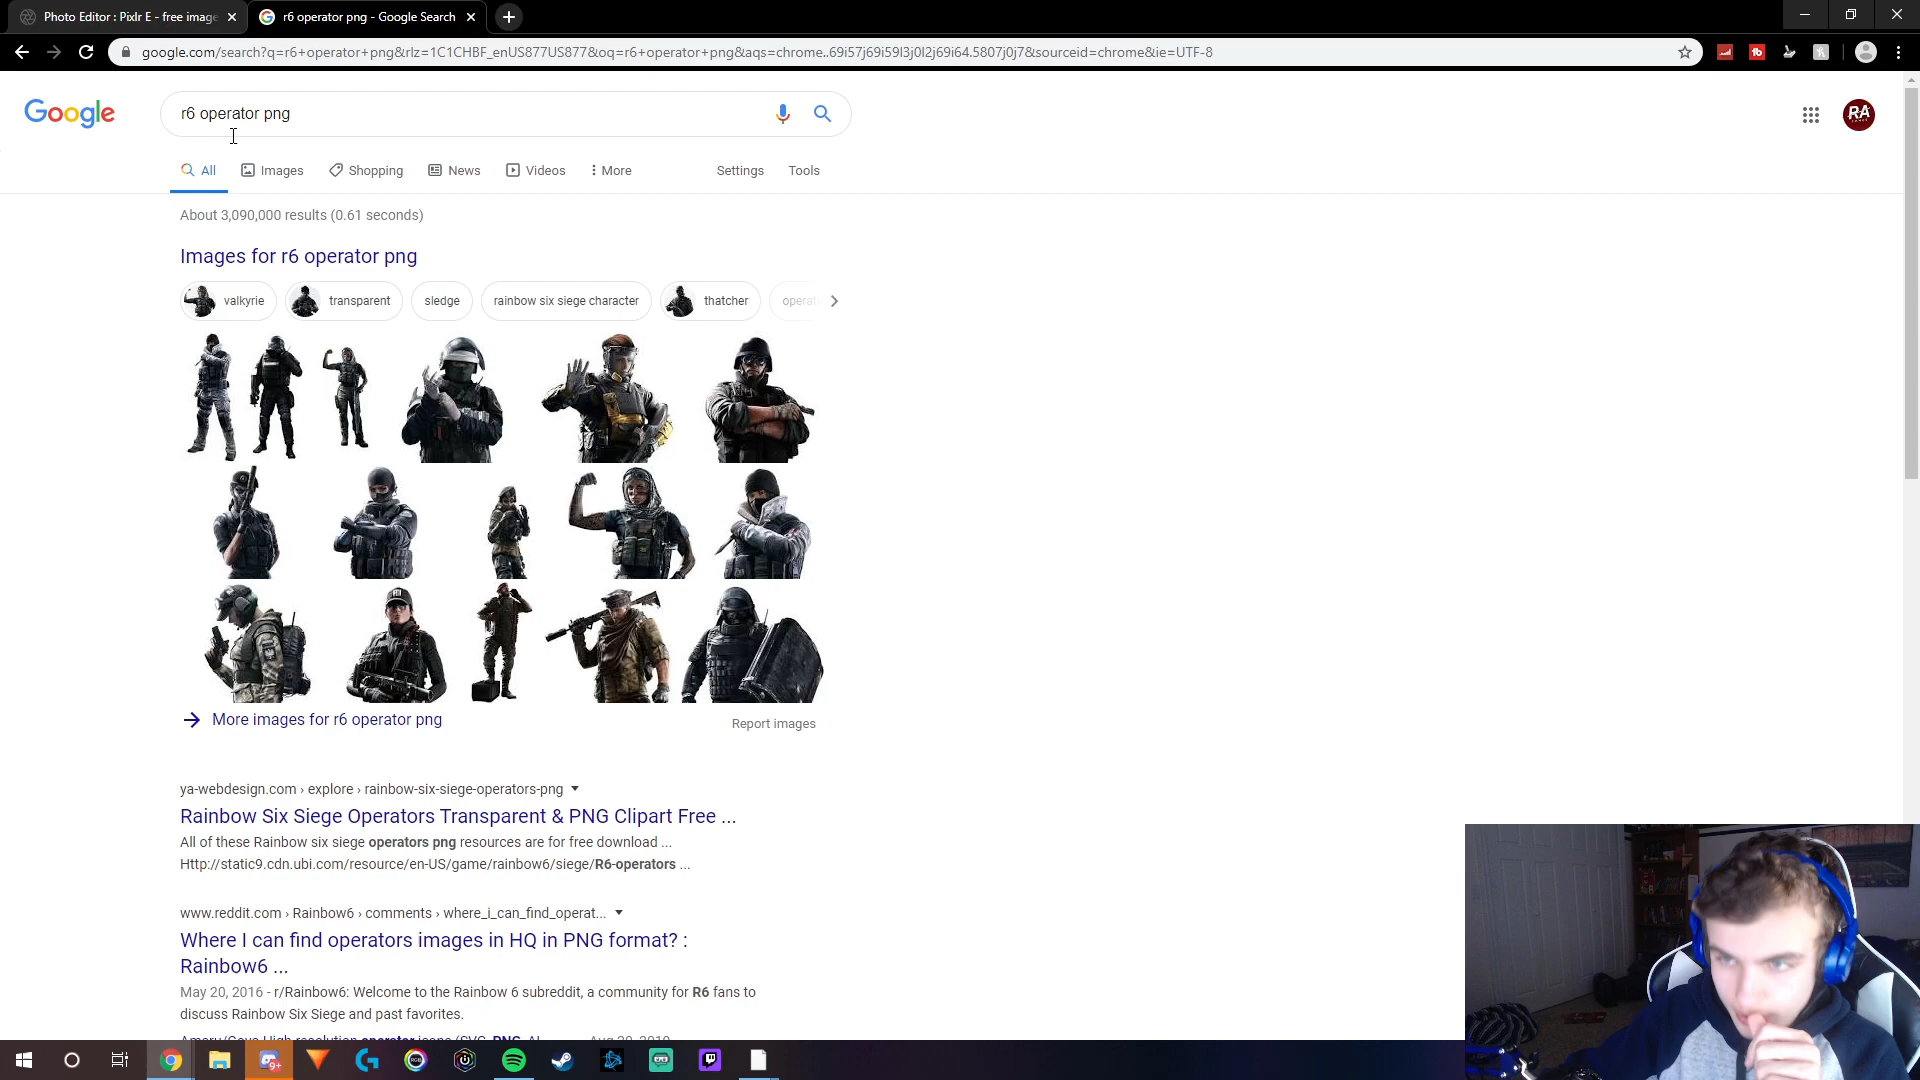 Photo Editor : Pixlr E - free image
r6 operator png - Google Search
google.com/search?q=r6+operator+png&rlz=1C1CHBF_enUS877US877&oq=r6+operator+png&aqs=chrome..69i57j69i59l3j0l2j69i64.5807j0j7&sourceid=chrome&ie=UTF-8
Google
r6 operator png
RA
All Images Shopping News Videos More Settings Tools
About 3,090,000 results (0.61 seconds)
Images for r6 operator png
valkyrie transparent sledge rainbow six siege character thatcher operat
More images for r6 operator png
Report images
ya-webdesign.com › explore › rainbow-six-siege-operators-png
Rainbow Six Siege Operators Transparent & PNG Clipart Free ...
All of these Rainbow six siege operators png resources are for free download ...
Http://static9.cdn.ubi.com/resource/en-US/game/rainbow6/siege/R6-operators ...
www.reddit.com › Rainbow6 › comments › where_i_can_find_operat...
Where I can find operators images in HQ in PNG format? :
Rainbow6 ...
May 20, 2016 - r/Rainbow6: Welcome to the Rainbow 6 subreddit, a community for R6 fans to
discuss Rainbow Six Siege and past favorites.
9+